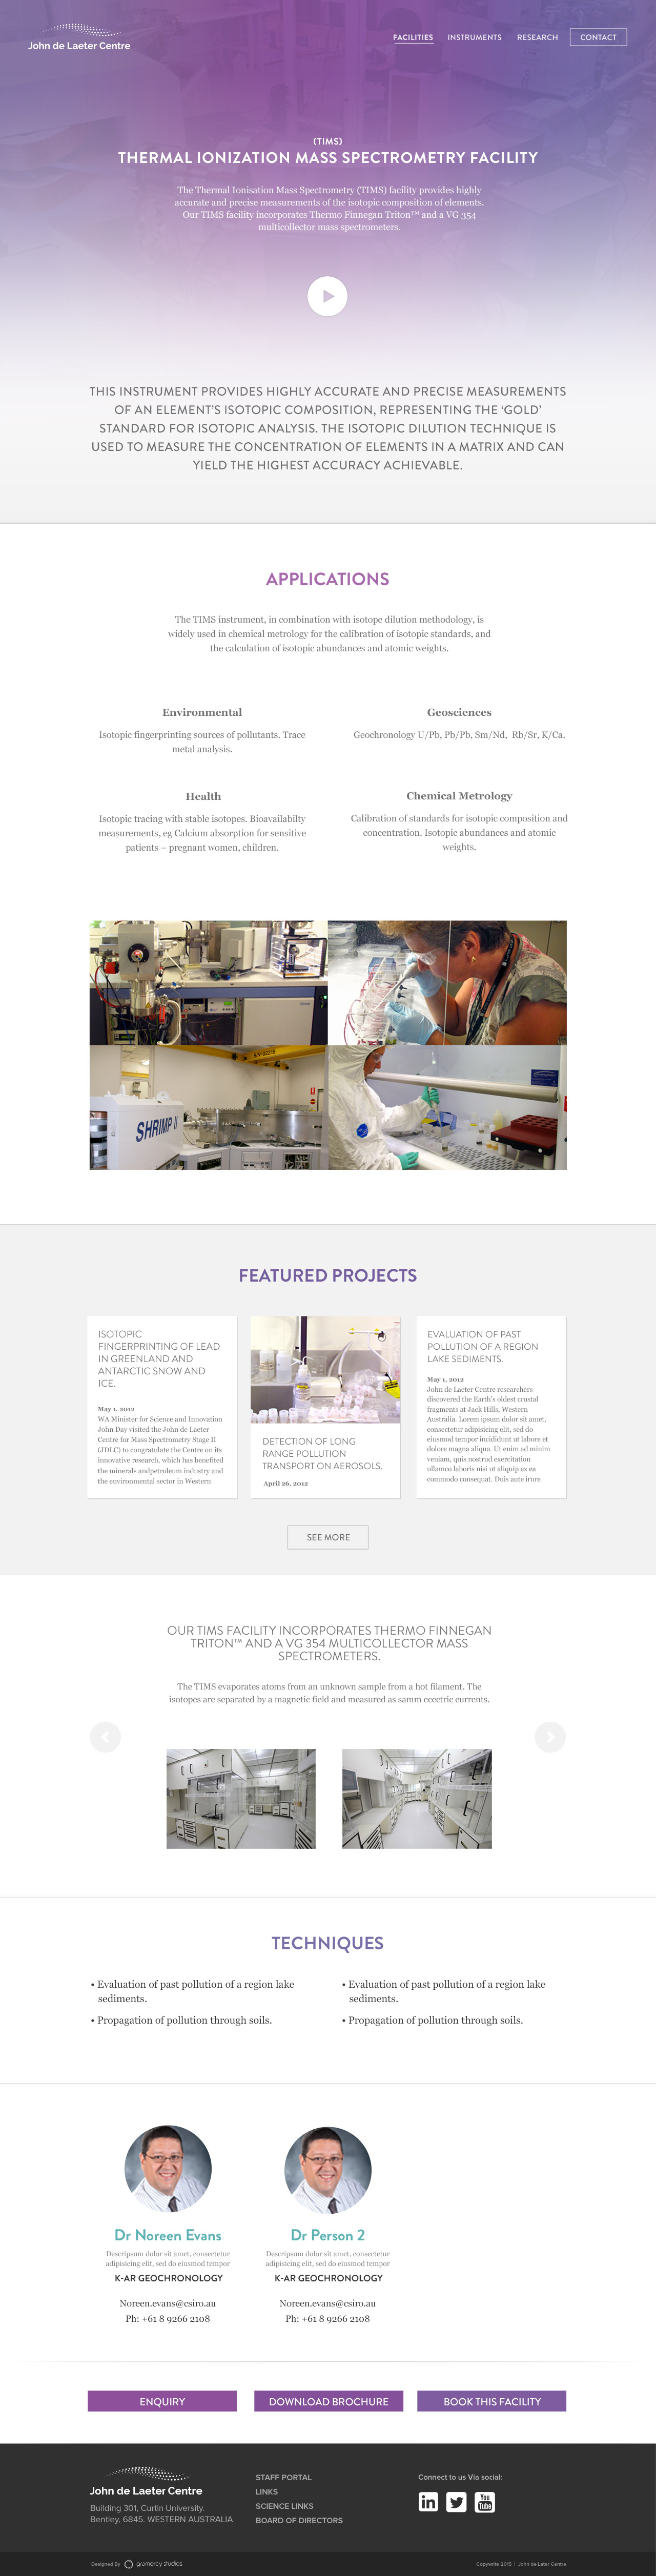 John de Laeter Centre
FACILITIES INSTRUMENTS RESEARCH CONTACT
(TIMS)
THERMAL IONIZATION MASS SPECTROMETRY FACILITY
The Thermal Ionisation Mass Spectrometry (TIMS) facility provides highly
accurate and precise measurements of the isotopic composition of elements.
Our TIMS facility incorporates Thermo Finnegan Triton™ and a VG 354
multicollector mass spectrometers.
THIS INSTRUMENT PROVIDES HIGHLY ACCURATE AND PRECISE MEASUREMENTS
OF AN ELEMENT'S ISOTOPIC COMPOSITION, REPRESENTING THE 'GOLD'
STANDARD FOR ISOTOPIC ANALYSIS. THE ISOTOPIC DILUTION TECHNIQUE IS
USED TO MEASURE THE CONCENTRATION OF ELEMENTS IN A MATRIX AND CAN
YIELD THE HIGHEST ACCURACY ACHIEVABLE.
APPLICATIONS
The TIMS instrument, in combination with isotope dilution methodology, is
widely used in chemical metrology for the calibration of isotopic standards, and
the calculation of isotopic abundances and atomic weights.
Environmental
Isotopic fingerprinting sources of pollutants. Trace
metal analysis.
Geosciences
Geochronology U/Pb, Pb/Pb, Sm/Nd, Rb/Sr, K/Ca.
Health
Isotopic tracing with stable isotopes. Bioavailabilty
measurements, eg Calcium absorption for sensitive
patients – pregnant women, children.
Chemical Metrology
Calibration of standards for isotopic composition and
concentration. Isotopic abundances and atomic
weights.
SHRIMP II
FEATURED PROJECTS
ISOTOPIC
FINGERPRINTING OF LEAD
IN GREENLAND AND
ANTARCTIC SNOW AND
ICE.
May 1, 2012
WA Minister for Science and Innovation
John Day visited the John de Laeter
Centre for Mass Spectrometry Stage II
(JDLC) to congratulate the Centre on its
innovative research, which has benefited
the minerals andpetroleum industry and
the environmental sector in Western
DETECTION OF LONG
RANGE POLLUTION
TRANSPORT ON AEROSOLS.
April 26, 2012
EVALUATION OF PAST
POLLUTION OF A REGION
LAKE SEDIMENTS.
May 1, 2012
John de Laeter Centre researchers
discovered the Earth's oldest crustal
fragments at Jack Hills, Western
Australia. Lorem ipsum dolor sit amet,
consectetur adipisicing elit, sed do
eiusmod tempor incididunt ut labore et
dolore magna aliqua. Ut enim ad minim
veniam, quis nostrud exercitation
ullamco laboris nisi ut aliquip ex ea
commodo consequat. Duis aute irure
SEE MORE
OUR TIMS FACILITY INCORPORATES THERMO FINNEGAN
TRITON™ AND A VG 354 MULTICOLLECTOR MASS
SPECTROMETERS.
The TIMS evaporates atoms from an unknown sample from a hot filament. The
isotopes are separated by a magnetic field and measured as samm ecectric currents.
TECHNIQUES
• Evaluation of past pollution of a region lake
sediments.
• Propagation of pollution through soils.
• Evaluation of past pollution of a region lake
sediments.
• Propagation of pollution through soils.
Dr Noreen Evans
Descripsum dolor sit amet, consectetur
adipisicing elit, sed do eiusmod tempor
K-AR GEOCHRONOLOGY
Noreen.evans@csiro.au
Ph: +61 8 9266 2108
Dr Person 2
Descripsum dolor sit amet, consectetur
adipisicing elit, sed do eiusmod tempor
K-AR GEOCHRONOLOGY
Noreen.evans@csiro.au
Ph: +61 8 9266 2108
ENQUIRY
DOWNLOAD BROCHURE
BOOK THIS FACILITY
John de Laeter Centre
Building 301, Curtin University.
Bentley, 6845. WESTERN AUSTRALIA
STAFF PORTAL
LINKS
SCIENCE LINKS
BOARD OF DIRECTORS
Connect to us Via social:
in
You
Tube
Designed By gramercy studios
Coppwrite 2015 | John de Later Centre